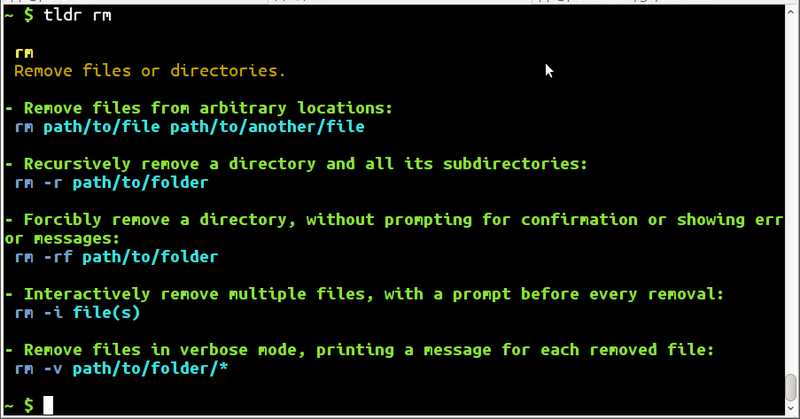 ~ $ tldr rm
rm
Remove files or directories.
- Remove files from arbitrary locations:
rm path/to/file path/to/another/file
- Recursively remove a directory and all its subdirectories:
rm -r path/to/folder
- Forcibly remove a directory, without prompting for confirmation or showing err
or messages:
rm -rf path/to/folder
- Interactively remove multiple files, with a prompt before every removal:
rm -i file(s)
- Remove files in verbose mode, printing a message for each removed file:
rm -v path/to/folder/*
~ $